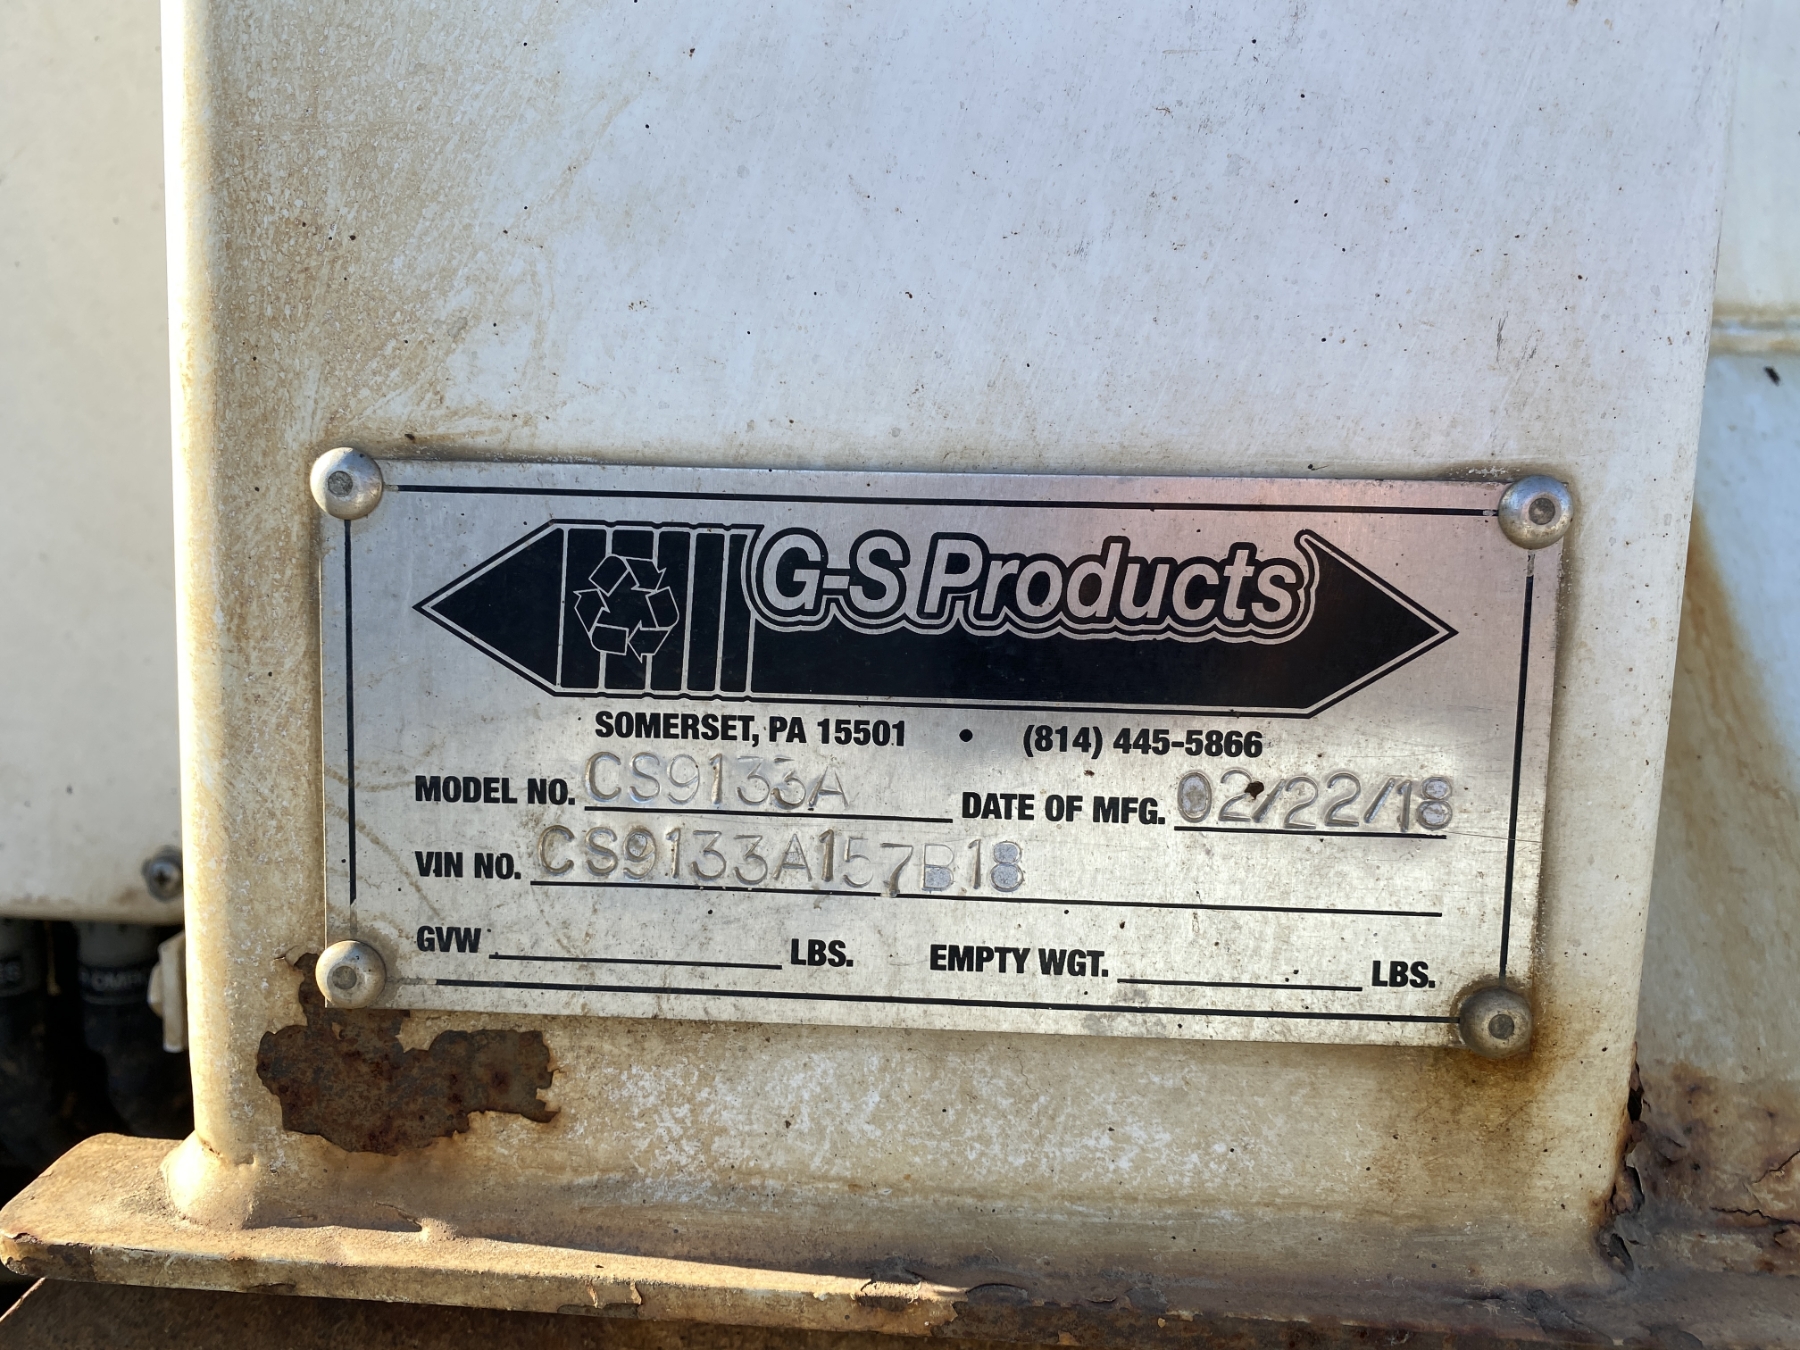 G-S Products
SOMERSET, PA 15501 • (814) 445-5866
MODEL NO. CS9133A DATE OF MFG. 02/22/18
VIN NO. CS9133A157B18
GVW LBS. EMPTY WGT. LBS.